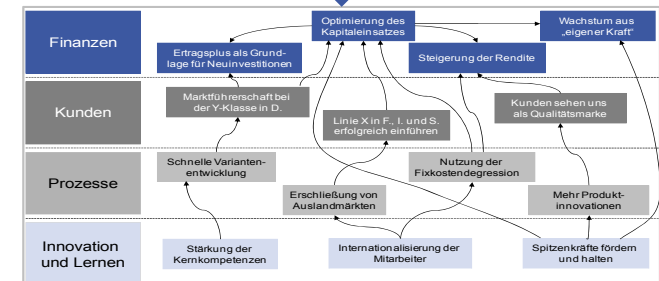 Finanzen
Optimierung des
Kapitaleinsatzes
Wachstum aus
„eigener Kraft“
Ertragsplus als Grund-
lage für Neuinvestitionen
Steigerung der Rendite
Kunden
Marktführerschaft bei
der Y-Klasse in D.
Linie X in F., I. und S.
erfolgreich einführen
Kunden sehen uns
als Qualitätsmarke
Prozesse
Schnelle Varianten-
entwicklung
Nutzung der
Fixkostendegression
Erschließung von
Auslandmärkten
Mehr Produkt-
innovationen
Innovation
und Lernen
Stärkung der
Kernkompetenzen
Internationalisierung der
Mitarbeiter
Spitzenkräfte fördern
und halten